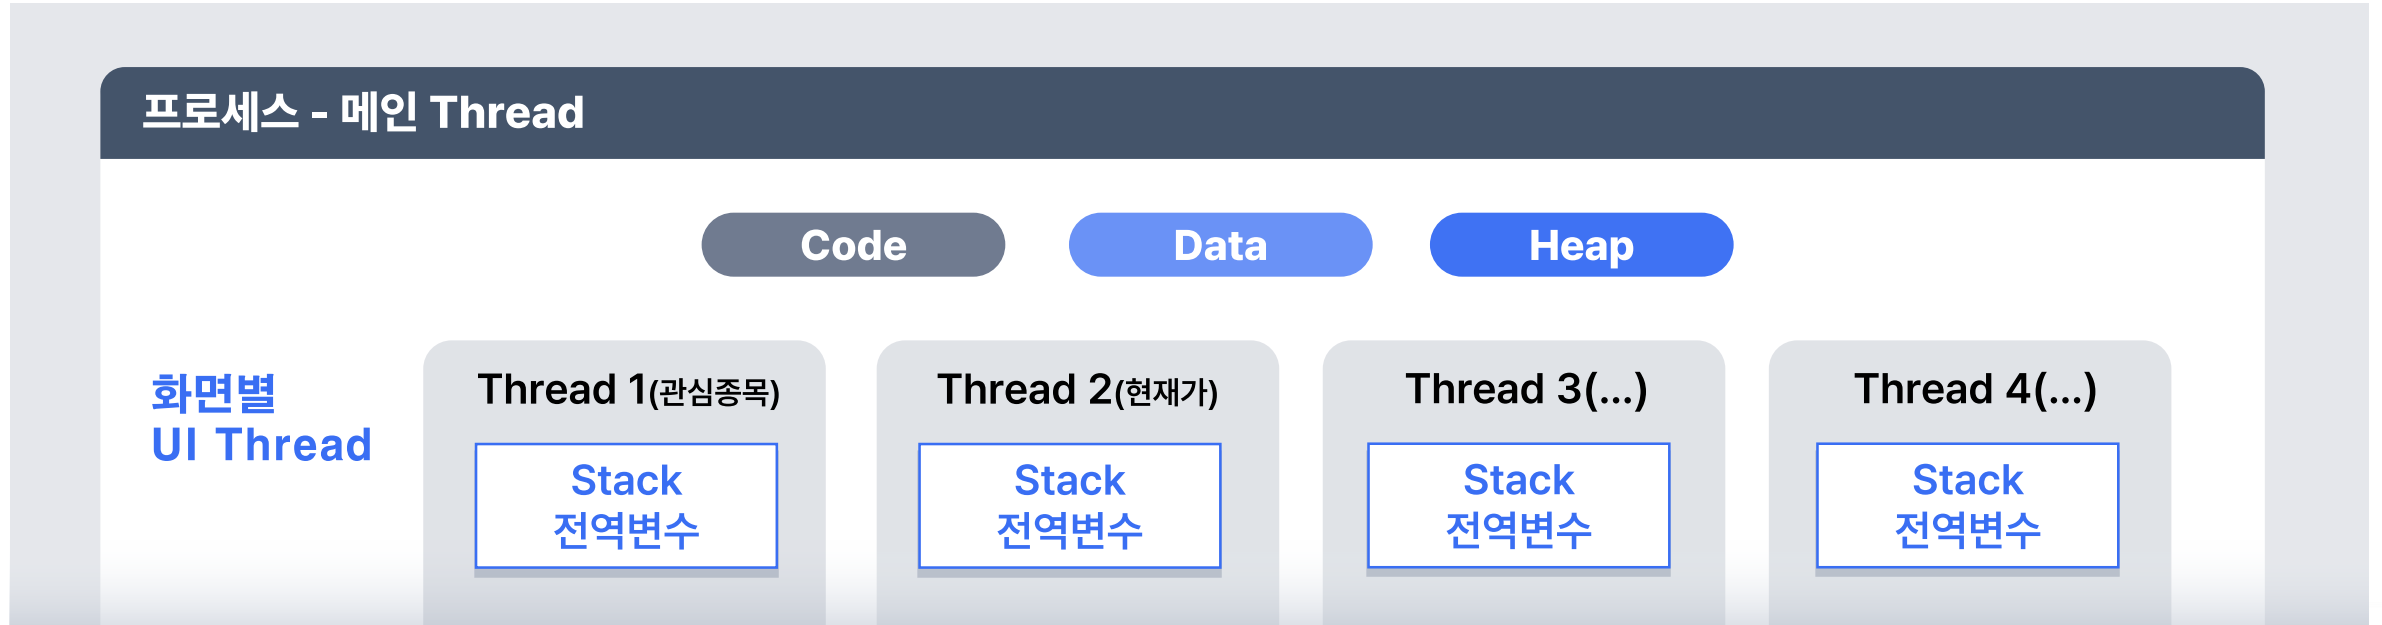 프로세스 - 메인 Thread
Code Data Heap
화면별
UI Thread
Thread 1(관심종목)
Stack
전역변수
Thread 2(현재가)
Stack
전역변수
Thread 3(...)
Stack
전역변수
Thread 4(...)
Stack
전역변수